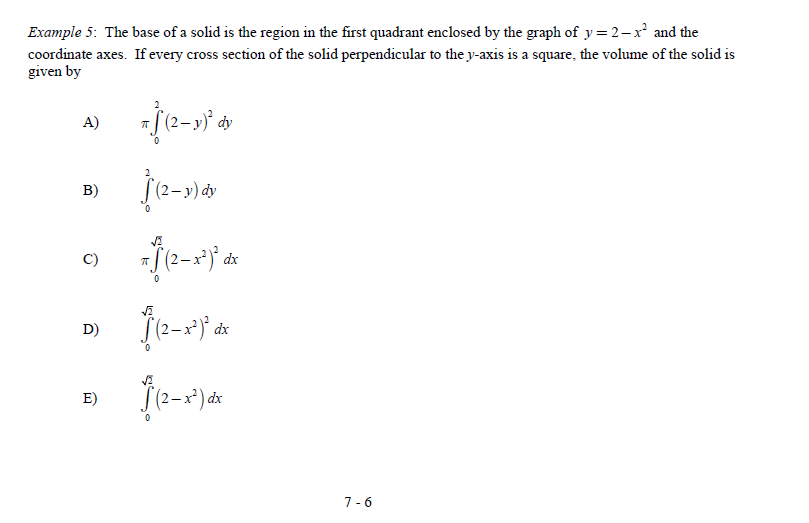 Example 5: The base of a solid is the region in the first quadrant enclosed by the graph of y = 2 − x² and the
coordinate axes. If every cross section of the solid perpendicular to the y-axis is a square, the volume of the solid is
given by
A) π∫₀² (2 − y)² dy
B) ∫₀² (2 − y) dy
C) π∫₀^√2 (2 − x²)² dx
D) ∫₀^√2 (2 − x²)² dx
E) ∫₀^√2 (2 − x²) dx
7 - 6